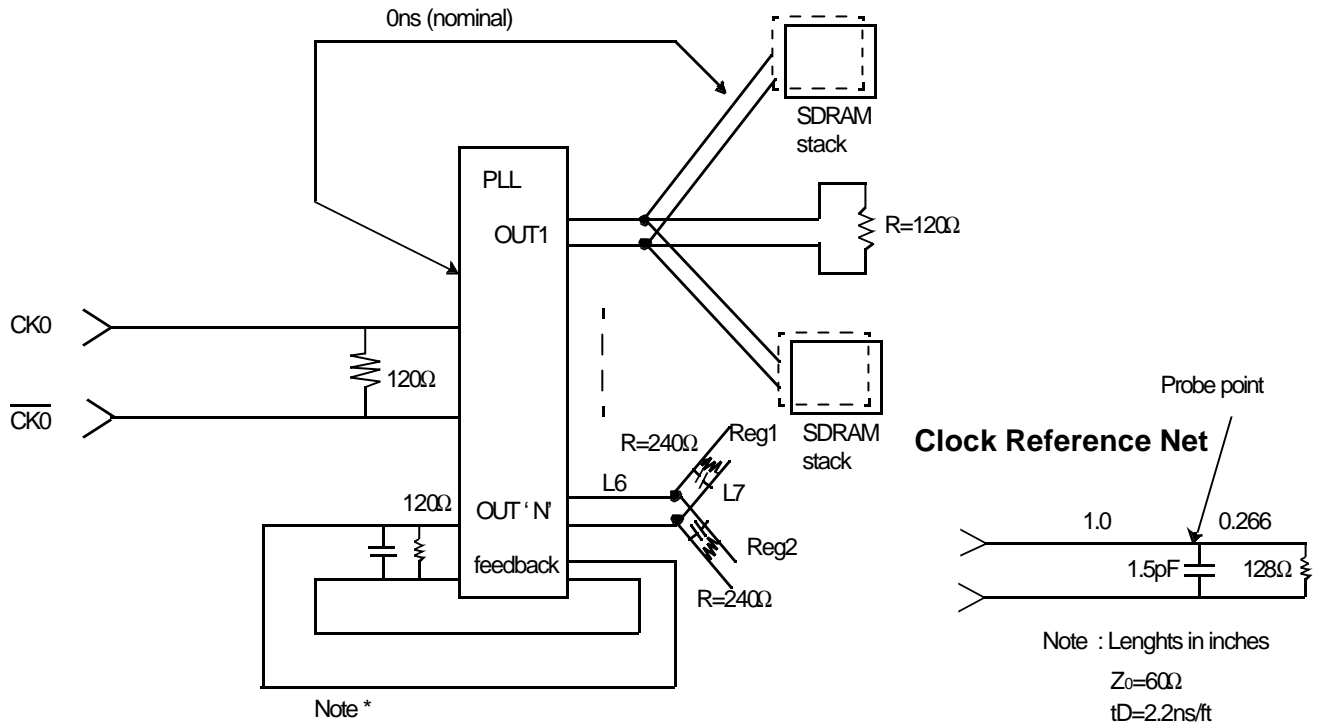 0ns (nominal)
SDRAM
stack
PLL
OUT1
R=120Ω
CK0
120Ω
CK0
SDRAM
stack
Probe point
Clock Reference Net
R=240Ω
Reg1
L6
L7
120Ω
OUT ‘ N’
Reg2
feedback
R=240Ω
1.0
0.266
1.5pF
128Ω
Note : Lenghts in inches
Z0=60Ω
tD=2.2ns/ft
Note *